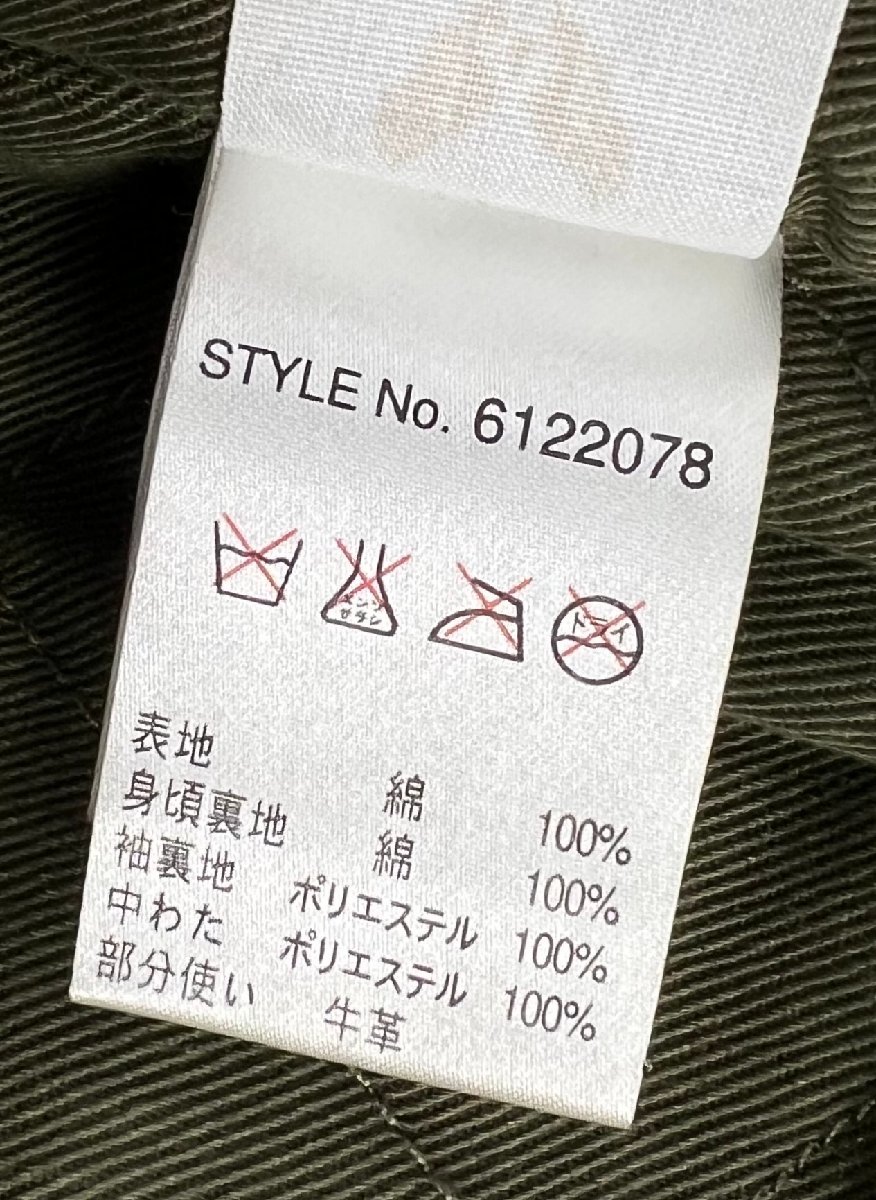 STYLE No. 6122078
エンソ
サラシ
ドライ
表地 綿 100%
身頃裏地 綿 100%
袖裏地 ポリエステル 100%
中わた ポリエステル 100%
部分使い 牛革